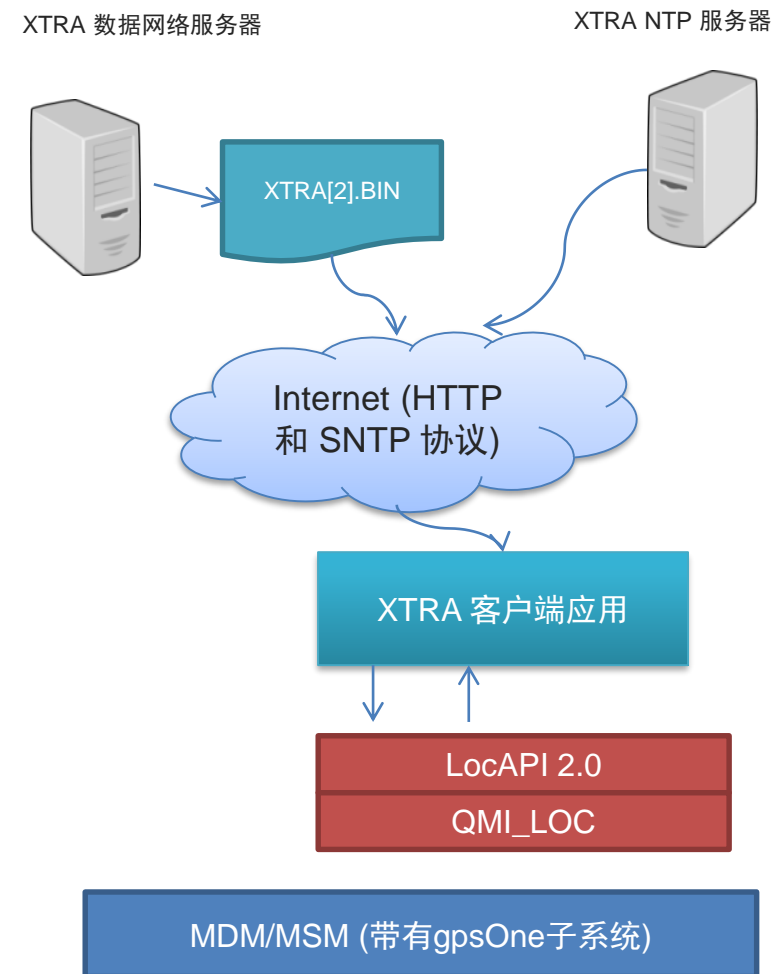 XTRA 数据网络服务器
XTRA NTP 服务器
XTRA[2].BIN
Internet (HTTP
和 SNTP 协议)
XTRA 客户端应用
LocAPI 2.0
QMI_LOC
MDM/MSM (带有gpsOne子系统)